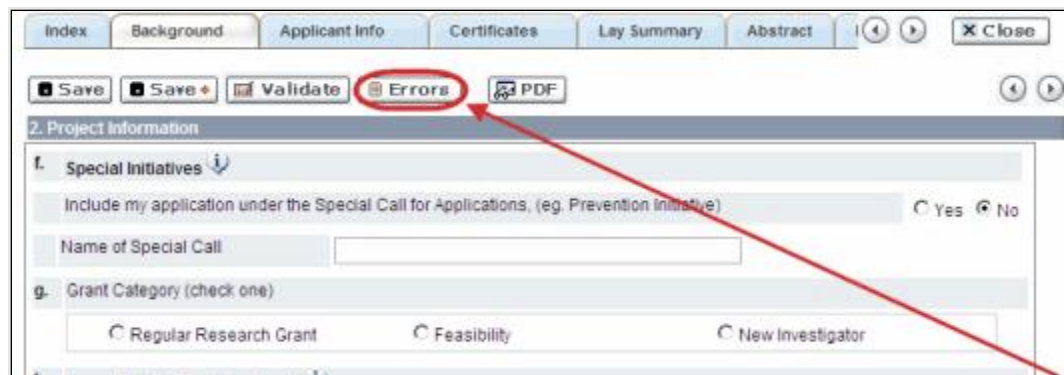 Index Background Applicant Info Certificates Lay Summary Abstract Close
Save Save Validate Errors PDF
2. Project Information
f. Special Initiatives
Include my application under the Special Call for Applications, (eg. Prevention Initiative) Yes No
Name of Special Call
g. Grant Category (check one)
Regular Research Grant Feasibility New Investigator